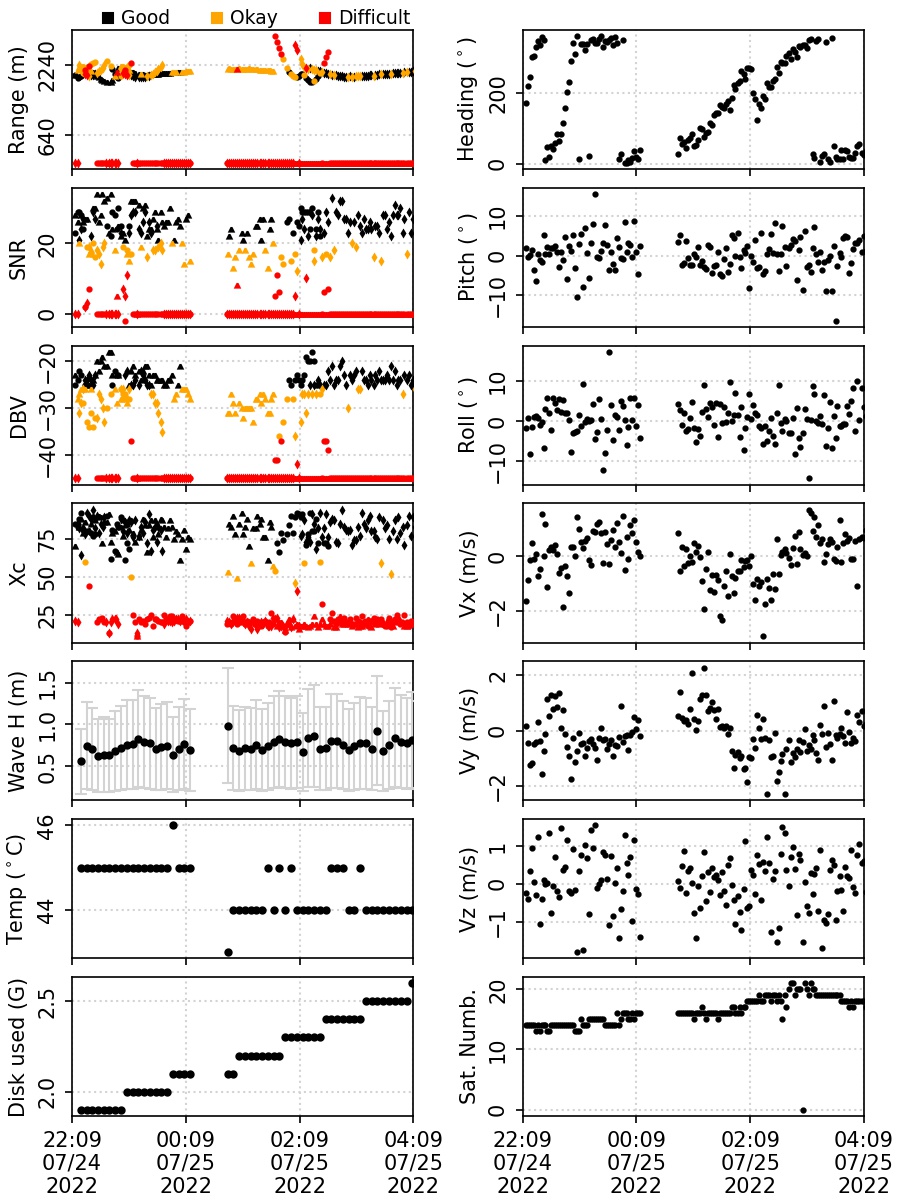 Good Okay Difficult
Range (m)
2240
640
Heading (°)
200
0
SNR
20
0
Pitch (°)
10
0
−10
DBV
−20
−30
−40
Roll (°)
10
0
−10
Xc
75
50
25
Vx (m/s)
0
−2
Wave H (m)
1.5
1.0
0.5
Vy (m/s)
2
0
−2
Temp (°C)
46
44
Vz (m/s)
1
0
−1
Disk used (G)
2.5
2.0
Sat. Numb.
20
10
0
22:09 00:09 02:09 04:09
07/24 07/25 07/25 07/25
2022 2022 2022 2022
22:09 00:09 02:09 04:09
07/24 07/25 07/25 07/25
2022 2022 2022 2022